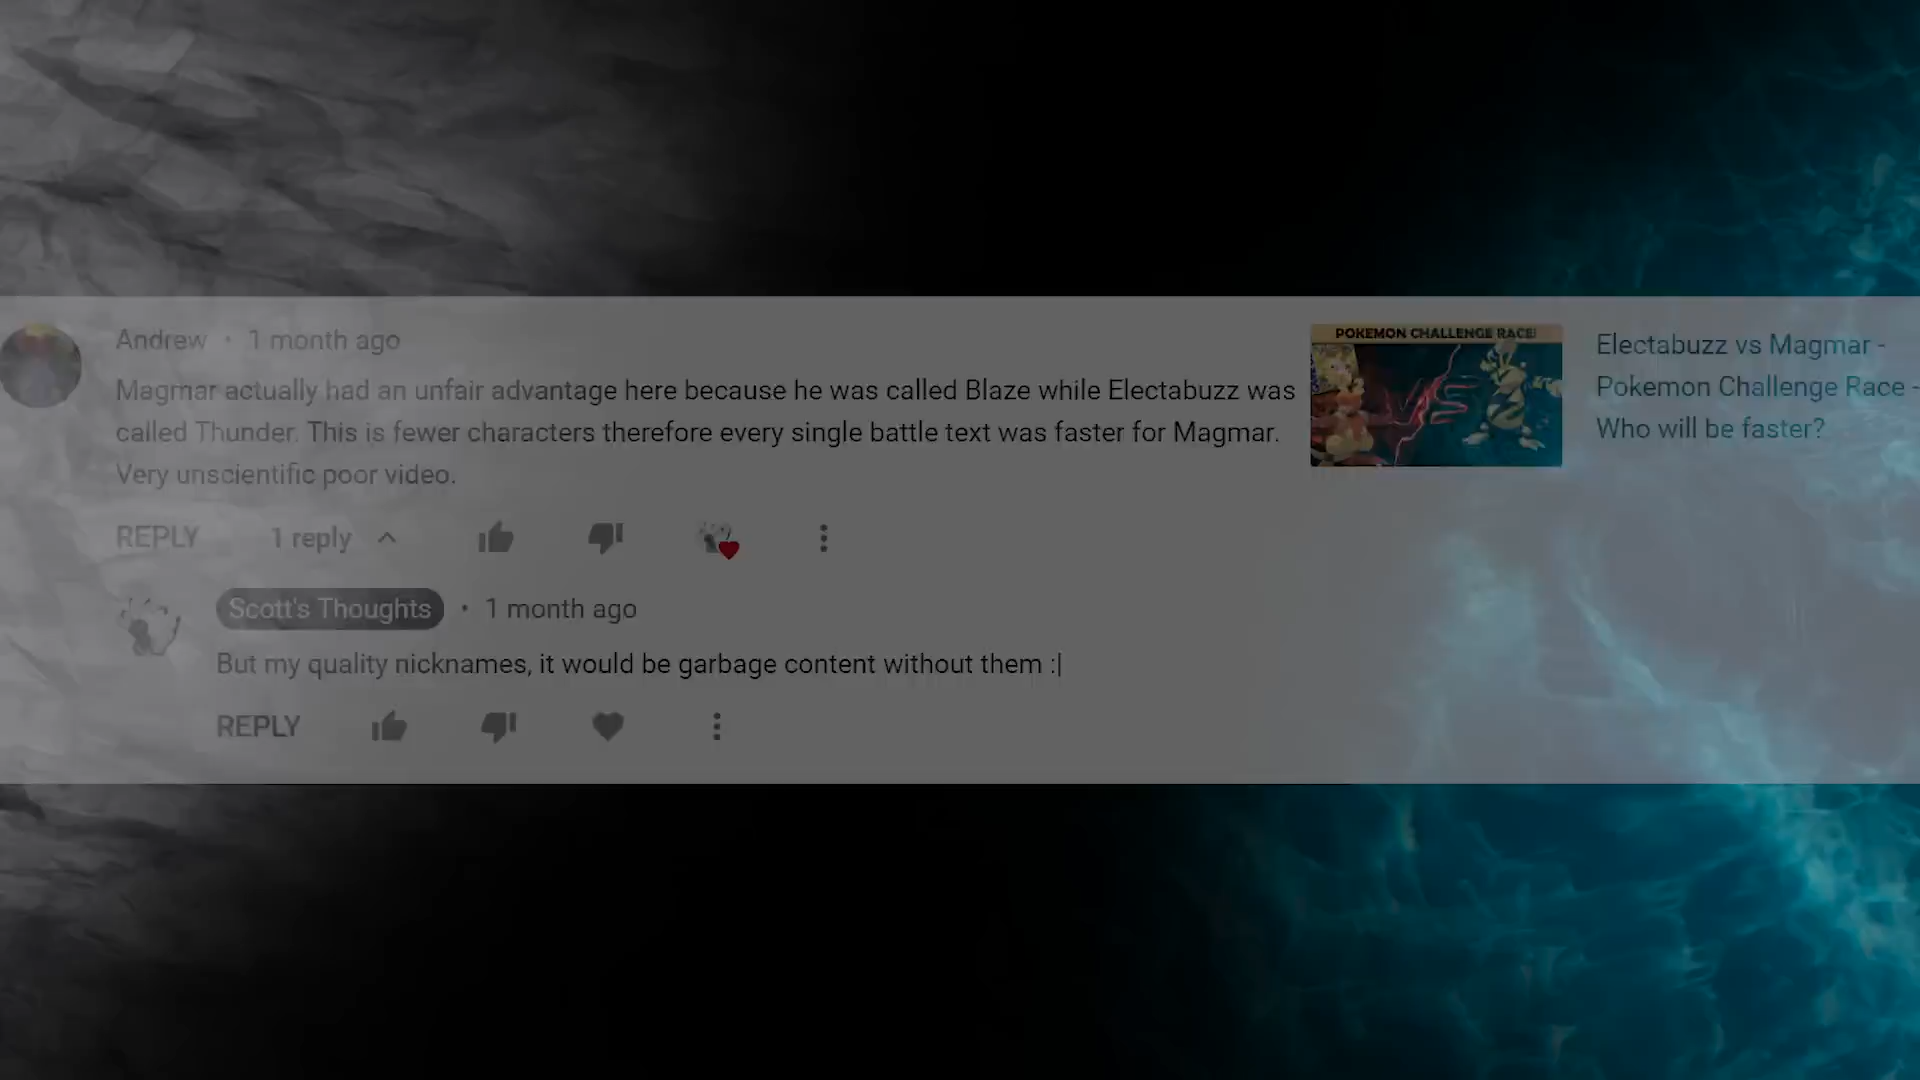 Andrew • 1 month ago
Magmar actually had an unfair advantage here because he was called Blaze while Electabuzz was
called Thunder. This is fewer characters therefore every single battle text was faster for Magmar.
Very unscientific poor video.
REPLY 1 reply
Scott's Thoughts • 1 month ago
But my quality nicknames, it would be garbage content without them :|
REPLY
POKEMON CHALLENGE RACE!
VS
Electabuzz vs Magmar -
Pokemon Challenge Race -
Who will be faster?